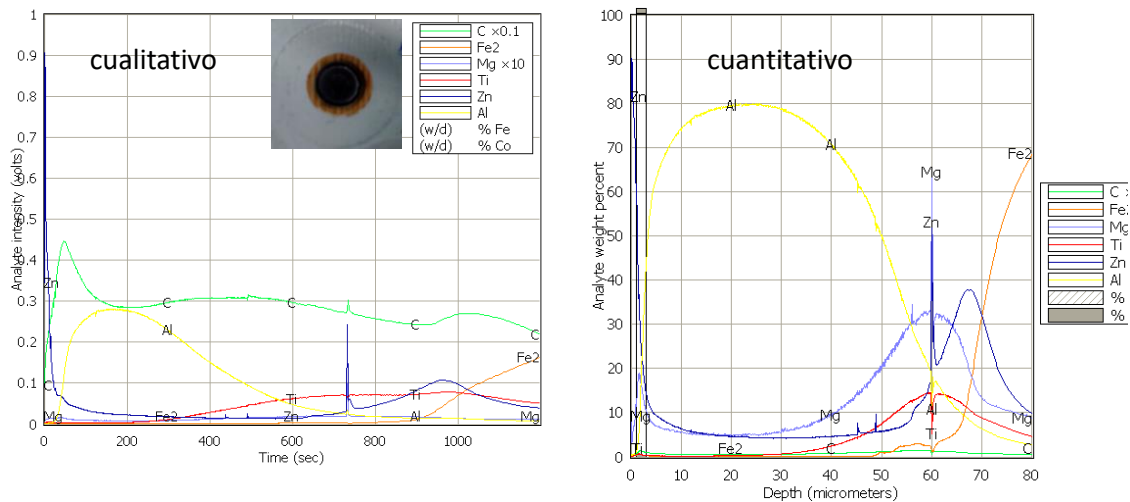 cualitativo
Analyte intensity (volts)
1
0.9
0.8
0.7
0.6
0.5
0.4
0.3
0.2
0.1
0
0 200 400 600 800 1000
Time (sec)
C ×0.1
Fe2
Mg ×10
Ti
Zn
Al
(w/d) % Fe
(w/d) % Co
Zn
C
Mg
C
Al
Fe2
C
Ti
Zn
C
Ti
Al
C
Fe2
Mg
cuantitativo
Analyte weight percent
100
90
80
70
60
50
40
30
20
10
0
0 10 20 30 40 50 60 70 80
Depth (micrometers)
Zn
Mg
Ti
Al
Fe2
Al
Mg
C
Mg
Zn
Al
Ti
Fe2
Mg
C
C ×
Fe2
Mg
Ti
Zn
Al
%
%